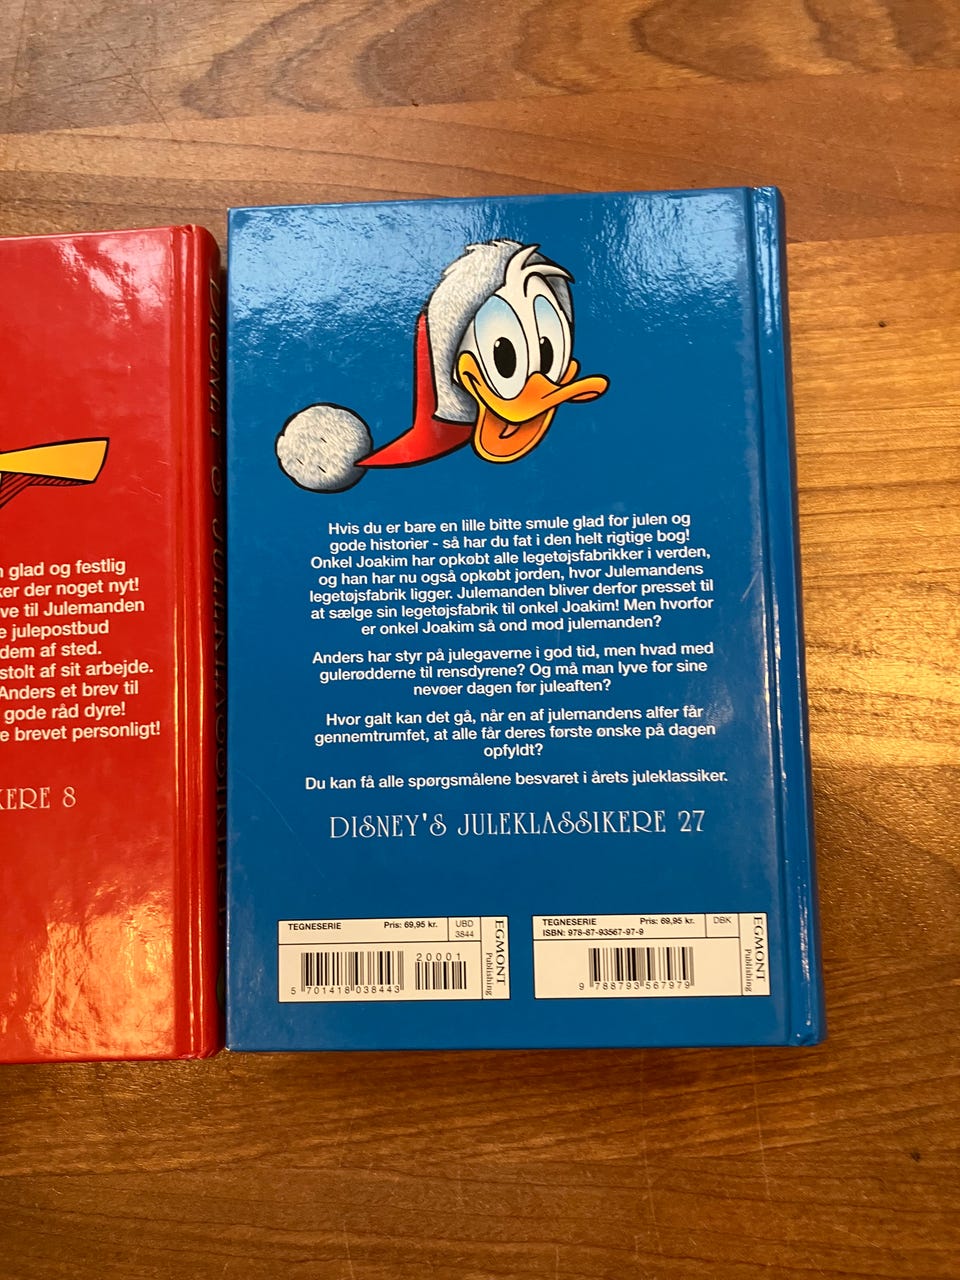 glad og festlig
der noget nyt!
til Julemanden
julepostbud
dem af sted.
stolt af sit arbejde.
Anders et brev til
gode råd dyre!
brevet personligt!
8
Hvis du er bare en lille bitte smule glad for julen og
gode historier - så har du fat i den helt rigtige bog!
Onkel Joakim har opkøbt alle legetøjsfabrikker i verden,
og han har nu også opkøbt jorden, hvor Julemandens
legetøjsfabrik ligger. Julemanden bliver derfor presset til
at sælge sin legetøjsfabrik til onkel Joakim! Men hvorfor
er onkel Joakim så ond mod julemanden?
Anders har styr på julegaverne i god tid, men hvad med
gulerødderne til rensdyrene? Og må man lyve for sine
nevøer dagen før juleaften?
Hvor galt kan det gå, når en af julemandens alfer får
gennemtrumfet, at alle får deres første ønske på dagen
opfyldt?
Du kan få alle spørgsmålene besvaret i årets juleklassiker.
DISNEY'S JULEKLASSIKERE 27
TEGNESERIE Pris: 69,95 kr. UBD
3844
EGMONT
Publishing
20001
5 701418 038443
TEGNESERIE Pris: 69,95 kr. DBK
ISBN: 978-87-93567-97-9
EGMONT
Publishing
9 788793 567979